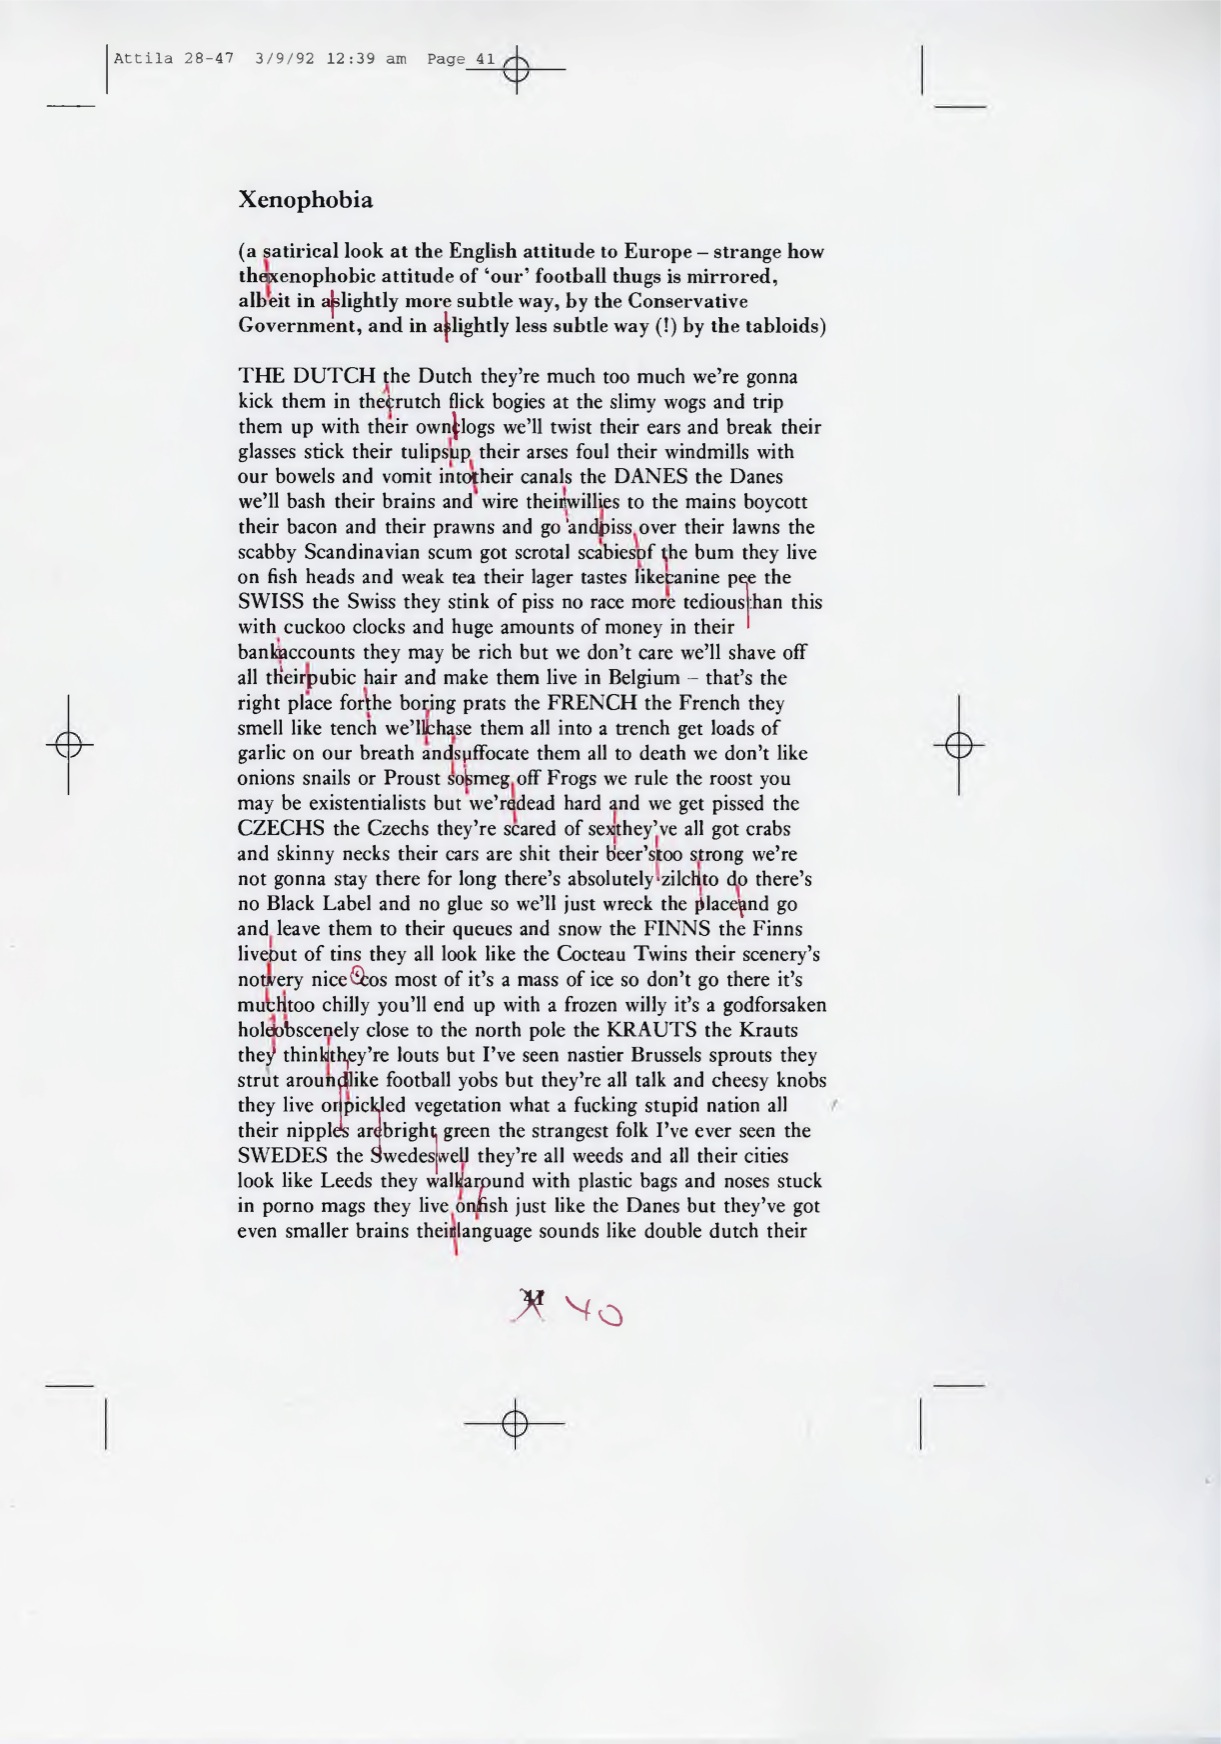 Attila 28-47 3/9/92 12:39 am Page 41
Xenophobia
(a satirical look at the English attitude to Europe – strange how
thexenophobic attitude of ‘our’ football thugs is mirrored,
albeit in aslightly more subtle way, by the Conservative
Government, and in aslightly less subtle way (!) by the tabloids)
THE DUTCH the Dutch they’re much too much we’re gonna
kick them in thecrutch flick bogies at the slimy wogs and trip
them up with their ownclogs we’ll twist their ears and break their
glasses stick their tulipsup their arses foul their windmills with
our bowels and vomit intotheir canals the DANES the Danes
we’ll bash their brains and wire theirwillies to the mains boycott
their bacon and their prawns and go andpiss over their lawns the
scabby Scandinavian scum got scrotal scabiesof the bum they live
on fish heads and weak tea their lager tastes likecanine pee the
SWISS the Swiss they stink of piss no race more tediousthan this
with cuckoo clocks and huge amounts of money in their
bankaccounts they may be rich but we don’t care we’ll shave off
all theirpubic hair and make them live in Belgium – that’s the
right place forthe boring prats the FRENCH the French they
smell like tench we’llchase them all into a trench get loads of
garlic on our breath andsuffocate them all to death we don’t like
onions snails or Proust sosmeg off Frogs we rule the roost you
may be existentialists but we’redead hard and we get pissed the
CZECHS the Czechs they’re scared of sexthey’ve all got crabs
and skinny necks their cars are shit their beer’stoo strong we’re
not gonna stay there for long there’s absolutely zilchto do there’s
no Black Label and no glue so we’ll just wreck the placeand go
and leave them to their queues and snow the FINNS the Finns
liveout of tins they all look like the Cocteau Twins their scenery’s
notvery nice ‘cos most of it’s a mass of ice so don’t go there it’s
muchtoo chilly you’ll end up with a frozen willy it’s a godforsaken
holeobscenely close to the north pole the KRAUTS the Krauts
they thinkthey’re louts but I’ve seen nastier Brussels sprouts they
strut aroundlike football yobs but they’re all talk and cheesy knobs
they live onpickled vegetation what a fucking stupid nation all
their nipples arebright green the strangest folk I’ve ever seen the
SWEDES the Swedeswell they’re all weeds and all their cities
look like Leeds they walkaround with plastic bags and noses stuck
in porno mags they live onfish just like the Danes but they’ve got
even smaller brains theirlanguage sounds like double dutch their
41 40